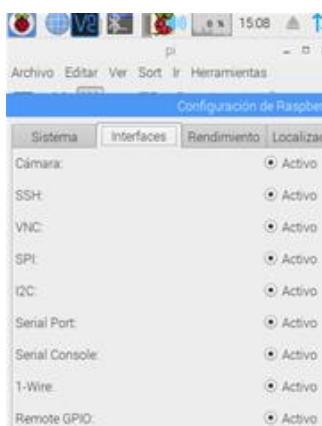 15:08
pi
Archivo Editar Ver Sort Ir Herramientas
Configuración de Raspber
Sistema Interfaces Rendimiento Localizac
Cámara: Activo
SSH: Activo
VNC: Activo
SPI: Activo
I2C: Activo
Serial Port: Activo
Serial Console: Activo
1-Wire: Activo
Remote GPIO: Activo